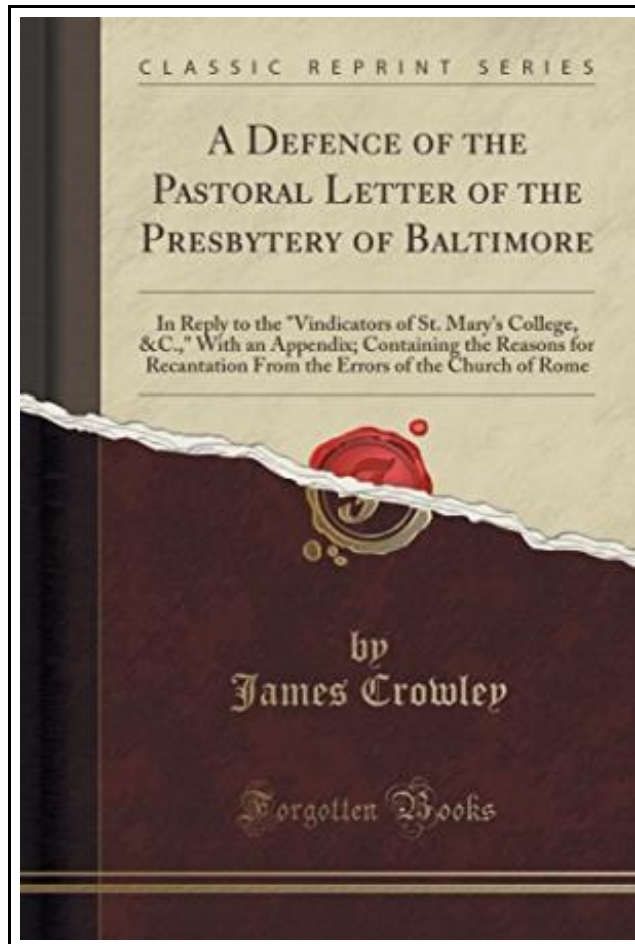 CLASSIC REPRINT SERIES
A DEFENCE OF THE
PASTORAL LETTER OF THE
PRESBYTERY OF BALTIMORE
In Reply to the "Vindicators of St. Mary's College,
&C.," With an Appendix; Containing the Reasons for
Recantation From the Errors of the Church of Rome
by
James Crowley
Forgotten Books